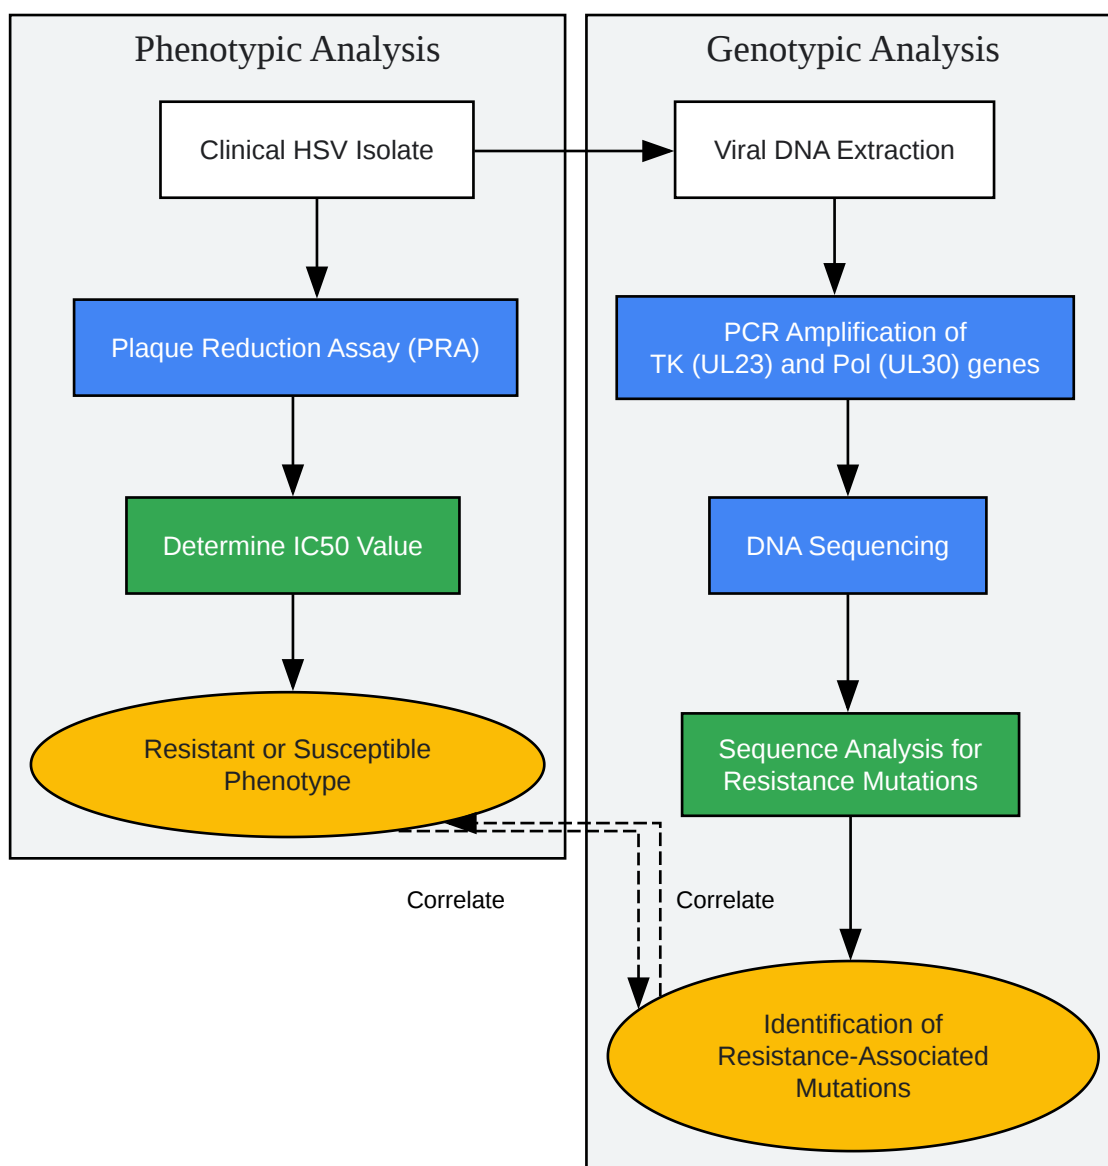 Phenotypic Analysis
Clinical HSV Isolate
Plaque Reduction Assay (PRA)
Determine IC50 Value
Resistant or Susceptible
Phenotype
Correlate
Genotypic Analysis
Viral DNA Extraction
PCR Amplification of
TK (UL23) and Pol (UL30) genes
DNA Sequencing
Sequence Analysis for
Resistance Mutations
Correlate
Identification of
Resistance-Associated
Mutations